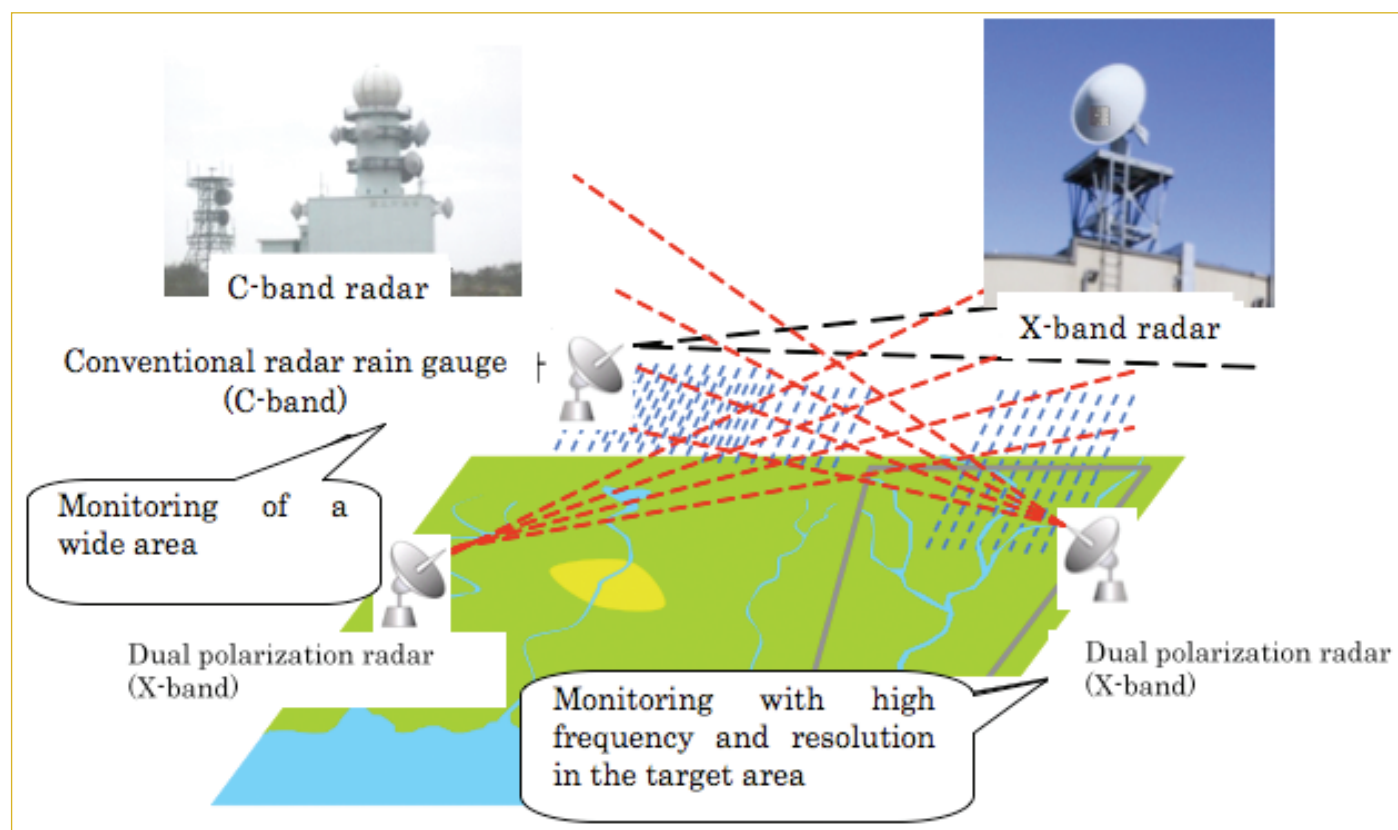 C-band radar
X-band radar
Conventional radar rain gauge
(C-band)
Monitoring of a
wide area
Dual polarization radar
(X-band)
Monitoring with high
frequency and resolution
in the target area
Dual polarization radar
(X-band)